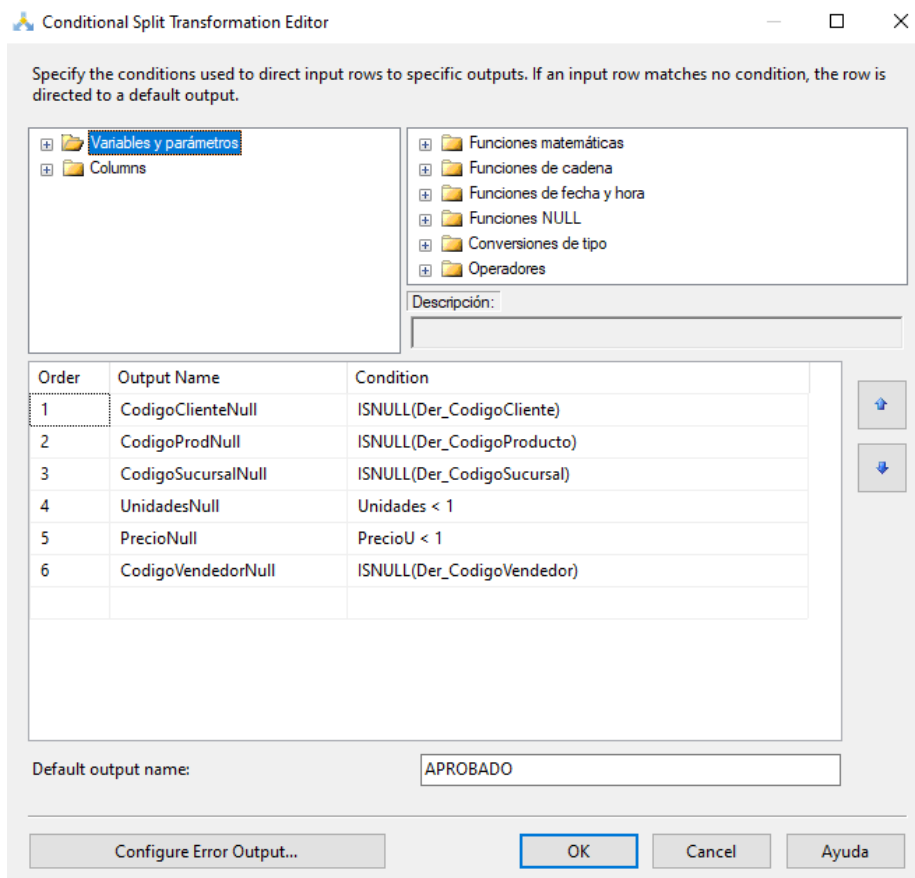 Conditional Split Transformation Editor
Specify the conditions used to direct input rows to specific outputs. If an input row matches no condition, the row is
directed to a default output.
Variables y parámetros
Columns
Funciones matemáticas
Funciones de cadena
Funciones de fecha y hora
Funciones NULL
Conversiones de tipo
Operadores
Descripción:
Order Output Name Condition
1 CodigoClienteNull ISNULL(Der_CodigoCliente)
2 CodigoProdNull ISNULL(Der_CodigoProducto)
3 CodigoSucursalNull ISNULL(Der_CodigoSucursal)
4 UnidadesNull Unidades < 1
5 PrecioNull PrecioU < 1
6 CodigoVendedorNull ISNULL(Der_CodigoVendedor)
Default output name: APROBADO
Configure Error Output... OK Cancel Ayuda